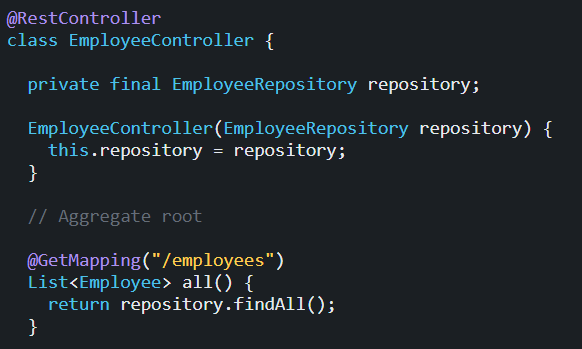 @RestController
class EmployeeController {
private final EmployeeRepository repository;
EmployeeController(EmployeeRepository repository) {
this.repository = repository;
}
// Aggregate root
@GetMapping("/employees")
List<Employee> all() {
return repository.findAll();
}